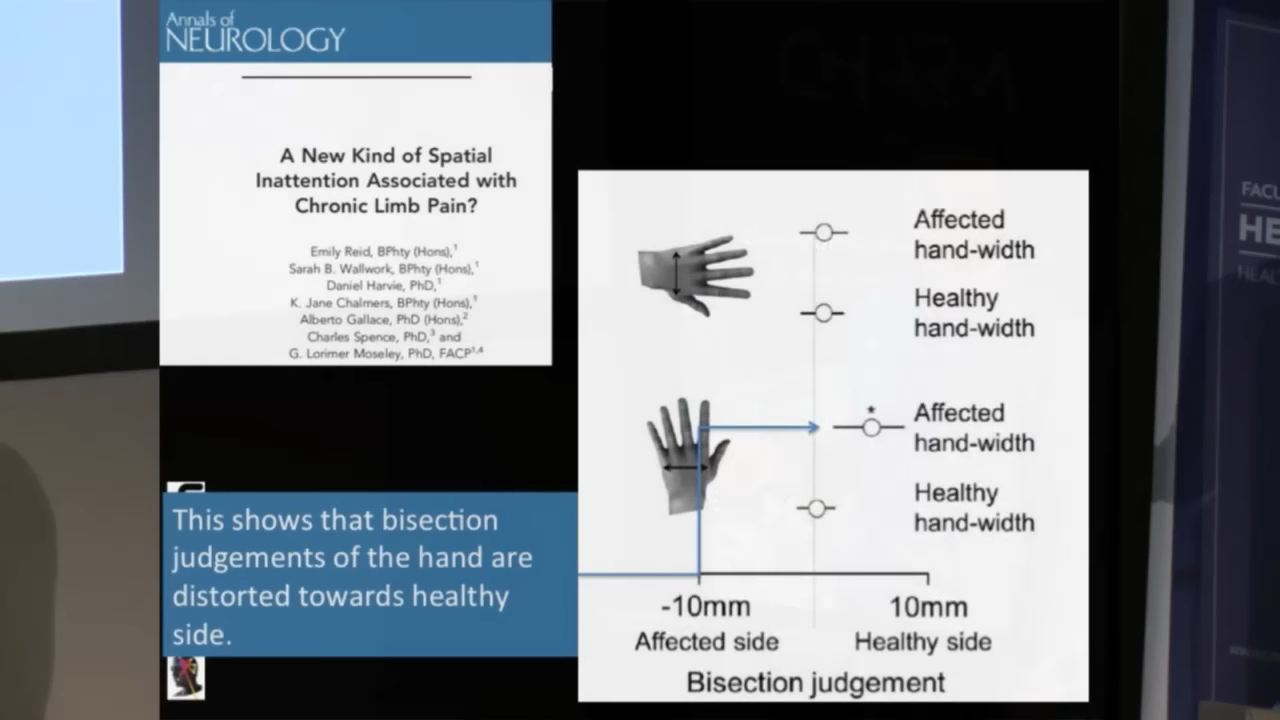 Annals of
NEUROLOGY
A New Kind of Spatial
Inattention Associated with
Chronic Limb Pain?
Emily Reid, BPhty (Hons),¹
Sarah B. Wallwork, BPhty (Hons),¹
Daniel Harvie, PhD,¹
K. Jane Chalmers, BPhty (Hons),¹
Alberto Gallace, PhD (Hons),²
Charles Spence, PhD,³ and
G. Lorimer Moseley, PhD, FACP¹,⁴
This shows that bisection
judgements of the hand are
distorted towards healthy
side.
Affected
hand-width
Healthy
hand-width
*
Affected
hand-width
Healthy
hand-width
-10mm
10mm
Affected side
Healthy side
Bisection judgement
FACU
HE
HEAL